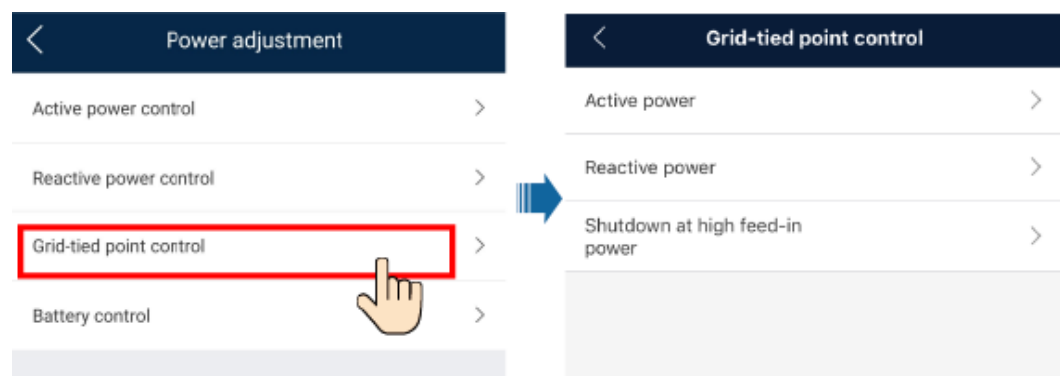 Power adjustment
Active power control
Reactive power control
Grid-tied point control
Battery control
Grid-tied point control
Active power
Reactive power
Shutdown at high feed-in
power